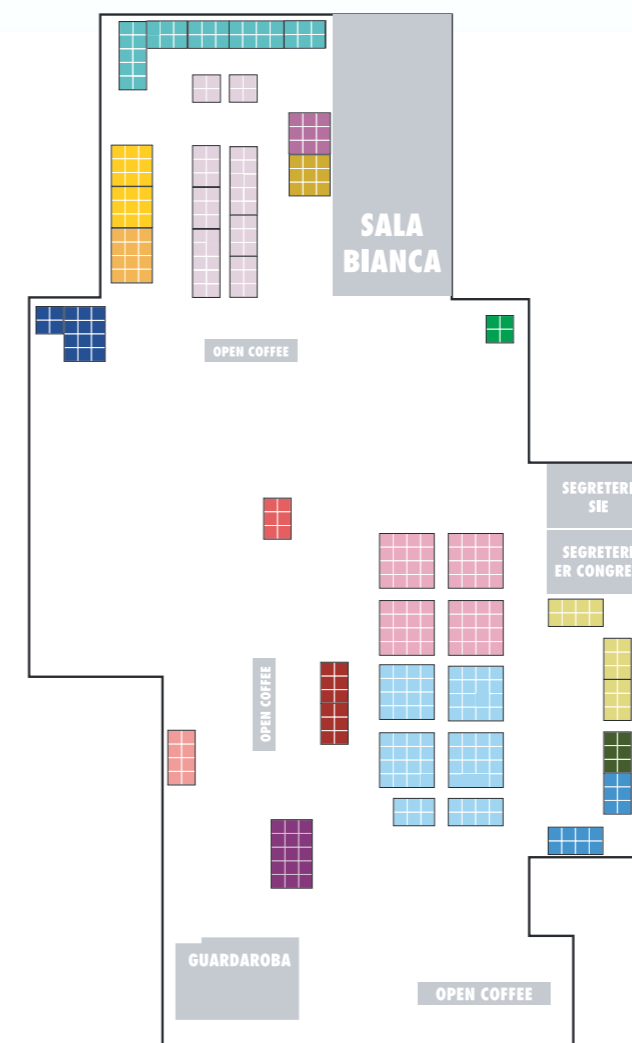 SALA
BIANCA
OPEN COFFEE
SEGRETERI
SIE
SEGRETERI
ER CONGRE
OPEN COFFEE
GUARDAROBA
OPEN COFFEE